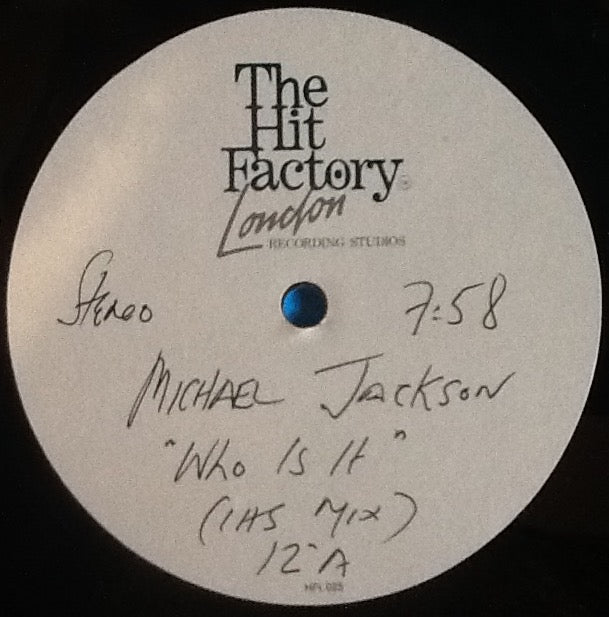 The
Hit
Factory
London
RECORDING STUDIOS
Stereo 7:58
MICHAEL JACKSON
"Who Is It"
(IHS MIX)
12" A